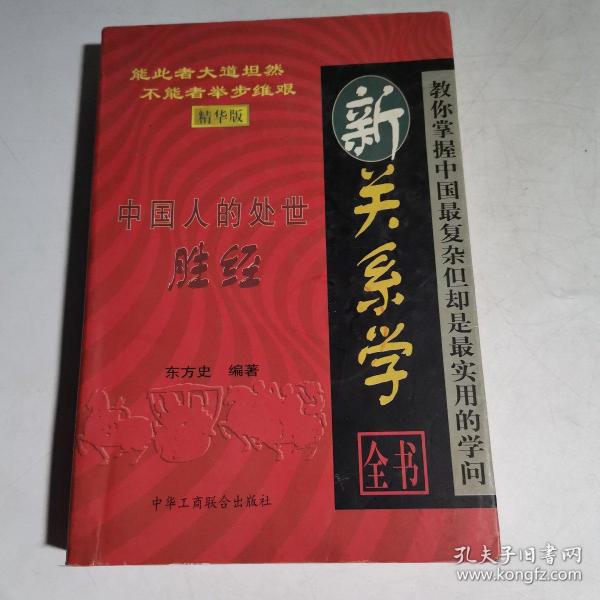 能此者大道坦然
不能者举步维艰
精华版
中国人的处世
胜经
东方史 编著
中华工商联合出版社
新关系学
全书
教你掌握中国最复杂但却是最实用的学问
孔夫子旧书网
www.kongfz.com